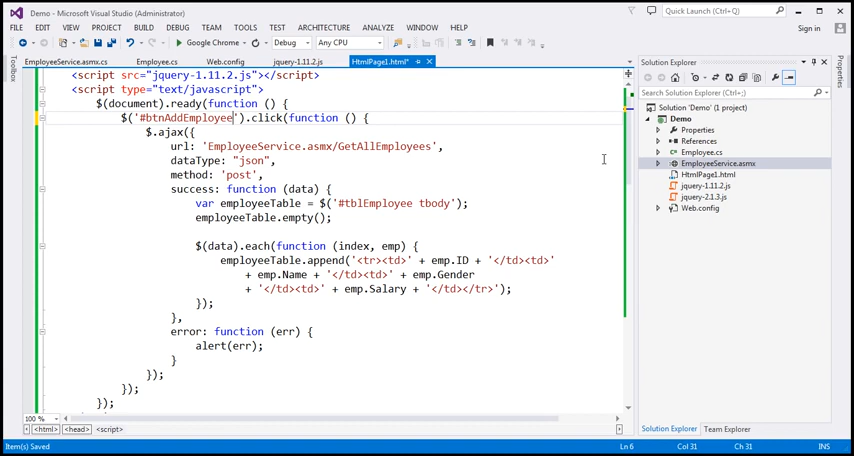 Demo - Microsoft Visual Studio (Administrator)
Quick Launch (Ctrl+Q)
FILE EDIT VIEW PROJECT BUILD DEBUG TEAM TOOLS TEST ARCHITECTURE ANALYZE WINDOW HELP
Sign in
Google Chrome Debug Any CPU
Toolbox
EmployeeService.asmx.cs Employee.cs Web.config jquery-1.11.2.js HtmlPage1.html*
<script src="jquery-1.11.2.js"></script>
<script type="text/javascript">
$(document).ready(function () {
$('#btnAddEmployee').click(function () {
$.ajax({
url: 'EmployeeService.asmx/GetAllEmployees',
dataType: "json",
method: 'post',
success: function (data) {
var employeeTable = $('#tblEmployee tbody');
employeeTable.empty();
$(data).each(function (index, emp) {
employeeTable.append('<tr><td>' + emp.ID + '</td><td>'
+ emp.Name + '</td><td>' + emp.Gender
+ '</td><td>' + emp.Salary + '</td></tr>');
});
},
error: function (err) {
alert(err);
}
});
});
});
100 %
<html> <head> <script>
Solution Explorer
Search Solution Explorer (Ctrl+;)
Solution 'Demo' (1 project)
Demo
Properties
References
Employee.cs
EmployeeService.asmx
HtmlPage1.html
jquery-1.11.2.js
jquery-2.1.3.js
Web.config
Solution Explorer Team Explorer
Properties
Item(s) Saved Ln 6 Col 31 Ch 31 INS